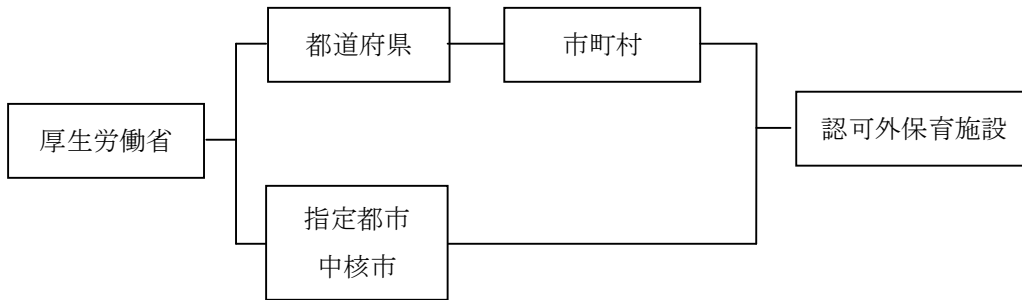 都道府県
市町村
厚生労働省
認可外保育施設
指定都市
中核市